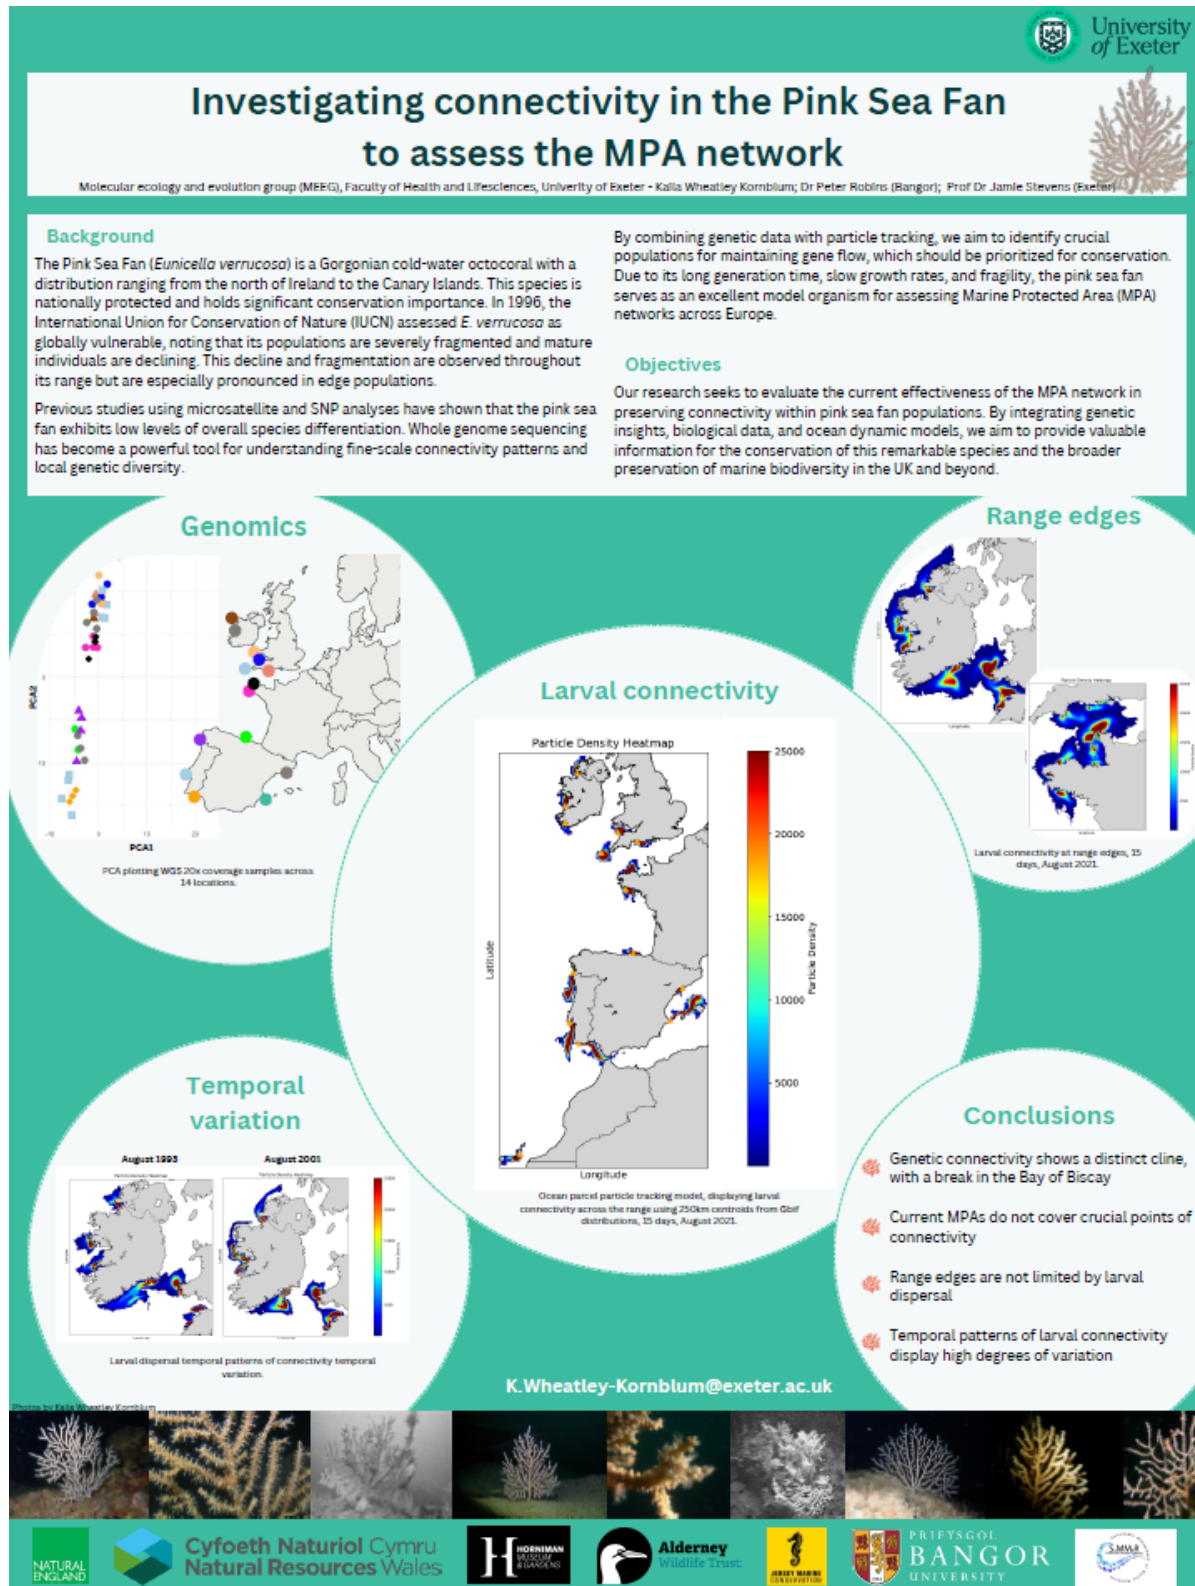 University
of Exeter
Investigating connectivity in the Pink Sea Fan
to assess the MPA network
Molecular ecology and evolution group (MEEG), Faculty of Health and Lifesciences, Univerity of Exeter - Kaila Wheatley Kornblum; Dr Peter Robins (Bangor); Prof Dr Jamie Stevens (Exeter)
Background
The Pink Sea Fan (Eunicella verrucosa) is a Gorgonian cold-water octocoral with a
distribution ranging from the north of Ireland to the Canary Islands. This species is
nationally protected and holds significant conservation importance. In 1996, the
International Union for Conservation of Nature (IUCN) assessed E. verrucosa as
globally vulnerable, noting that its populations are severely fragmented and mature
individuals are declining. This decline and fragmentation are observed throughout
its range but are especially pronounced in edge populations.
Previous studies using microsatellite and SNP analyses have shown that the pink sea
fan exhibits low levels of overall species differentiation. Whole genome sequencing
has become a powerful tool for understanding fine-scale connectivity patterns and
local genetic diversity.
By combining genetic data with particle tracking, we aim to identify crucial
populations for maintaining gene flow, which should be prioritized for conservation.
Due to its long generation time, slow growth rates, and fragility, the pink sea fan
serves as an excellent model organism for assessing Marine Protected Area (MPA)
networks across Europe.
Objectives
Our research seeks to evaluate the current effectiveness of the MPA network in
preserving connectivity within pink sea fan populations. By integrating genetic
insights, biological data, and ocean dynamic models, we aim to provide valuable
information for the conservation of this remarkable species and the broader
preservation of marine biodiversity in the UK and beyond.
Genomics
PCA2
-10 0 10 20
PCA1
PCA plotting WGS 20x coverage samples across
14 locations.
Larval connectivity
Particle Density Heatmap
25000
20000
15000
10000
5000
Particle Density
Latitude
Longitude
Ocean parcel particle tracking model, displaying larval
connectivity across the range using 250km centroids from Gbif
distributions, 15 days, August 2021.
Range edges
Longitude
Particle Density Heatmap
Larval connectivity at range edges, 15
days, August 2021.
Temporal
variation
August 1993
August 2001
Particle Density Heatmap
Particle Density Heatmap
Larval dispersal temporal patterns of connectivity temporal
variation.
Conclusions
Genetic connectivity shows a distinct cline,
with a break in the Bay of Biscay
Current MPAs do not cover crucial points of
connectivity
Range edges are not limited by larval
dispersal
Temporal patterns of larval connectivity
display high degrees of variation
K.Wheatley-Kornblum@exeter.ac.uk
Photos by Kaila Wheatley Kornblum
NATURAL
ENGLAND
Cyfoeth Naturiol Cymru
Natural Resources Wales
HORNIMAN
MUSEUM
& GARDENS
Alderney
Wildlife Trust
JERSEY MARINE
CONSERVATION
PRIFYSGOL
BANGOR
UNIVERSITY